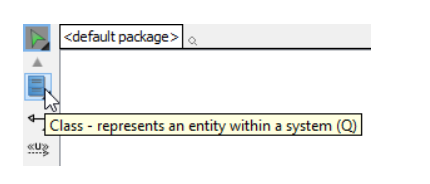 <default package>
Class - represents an entity within a system (Q)
«U»